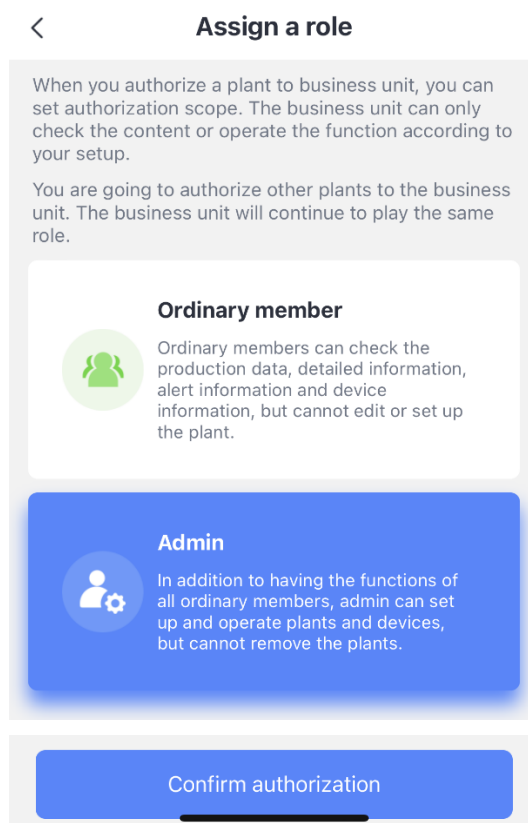 Assign a role
When you authorize a plant to business unit, you can
set authorization scope. The business unit can only
check the content or operate the function according to
your setup.
You are going to authorize other plants to the business
unit. The business unit will continue to play the same
role.
Ordinary member
Ordinary members can check the
production data, detailed information,
alert information and device
information, but cannot edit or set up
the plant.
Admin
In addition to having the functions of
all ordinary members, admin can set
up and operate plants and devices,
but cannot remove the plants.
Confirm authorization